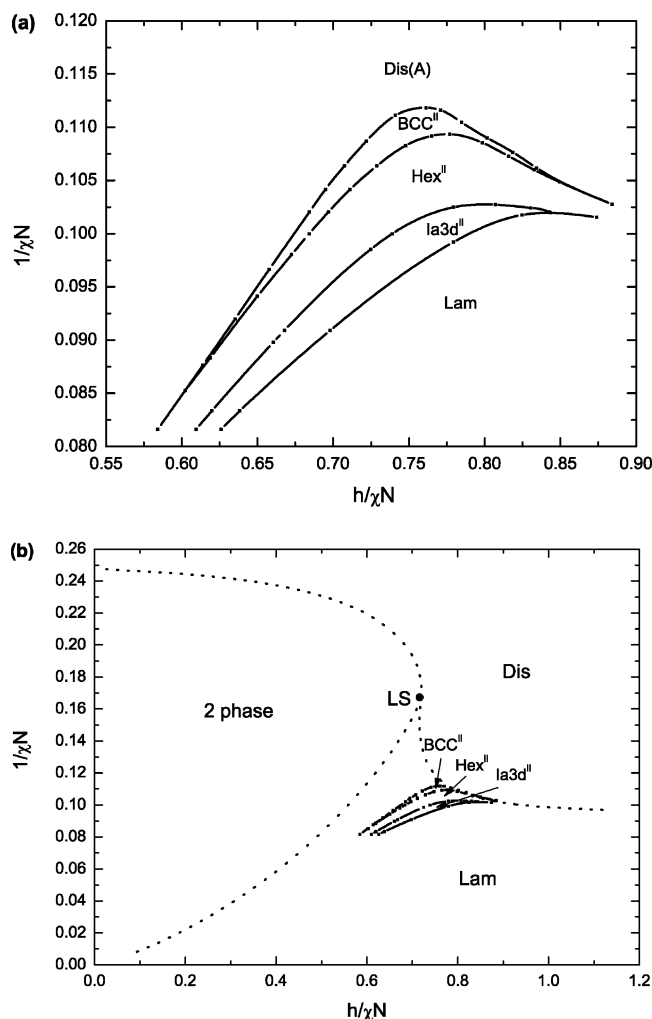 (a)
0.120
0.115
0.110
0.105
0.100
0.095
0.090
0.085
0.080
1/χN
Dis(A)
BCC^II
Hex^II
Ia3d^II
Lam
0.55 0.60 0.65 0.70 0.75 0.80 0.85 0.90
h/χN
(b)
0.26
0.24
0.22
0.20
0.18
0.16
0.14
0.12
0.10
0.08
0.06
0.04
0.02
0.00
1/χN
2 phase
LS
Dis
BCC^II
Hex^II
Ia3d^II
Lam
0.0 0.2 0.4 0.6 0.8 1.0 1.2
h/χN